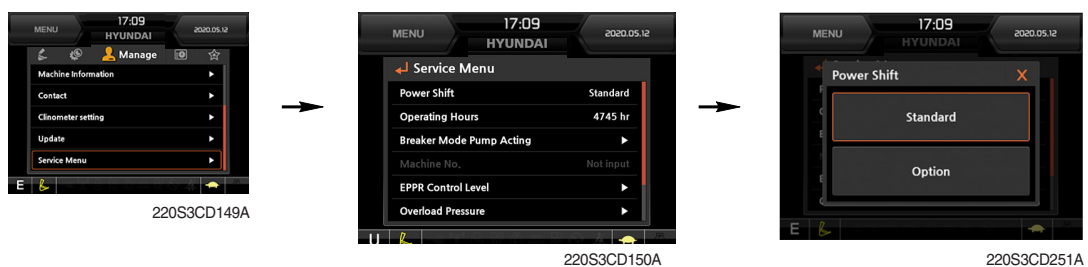 MENU 17:09 2020.05.12
HYUNDAI
Manage
Machine Information
Contact
Clinometer setting
Update
Service Menu
E
220S3CD149A
MENU 17:09 2020.05.12
HYUNDAI
Service Menu
Power Shift Standard
Operating Hours 4745 hr
Breaker Mode Pump Acting
Machine No. Not input
EPPR Control Level
Overload Pressure
U
220S3CD150A
MENU 17:09 2020.05.12
HYUNDAI
Power Shift X
Standard
Option
E
220S3CD251A